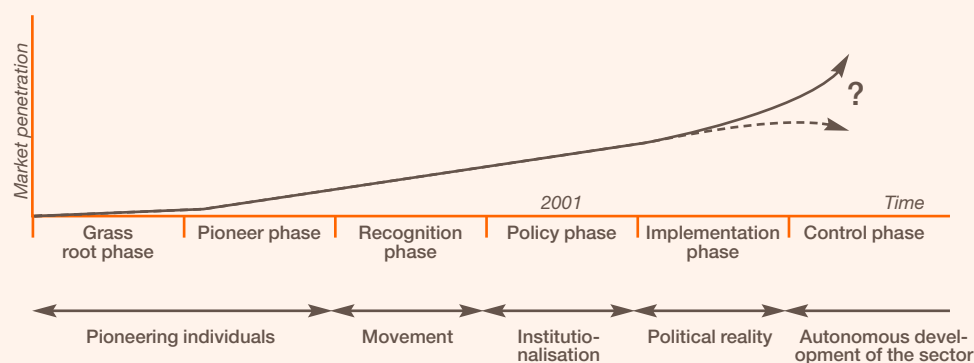 Market penetration
?
2001
Time
Grass
root phase
Pioneer phase
Recognition
phase
Policy phase
Implementation
phase
Control phase
Pioneering individuals
Movement
Institutio-
nalisation
Political reality
Autonomous devel-
opment of the sector